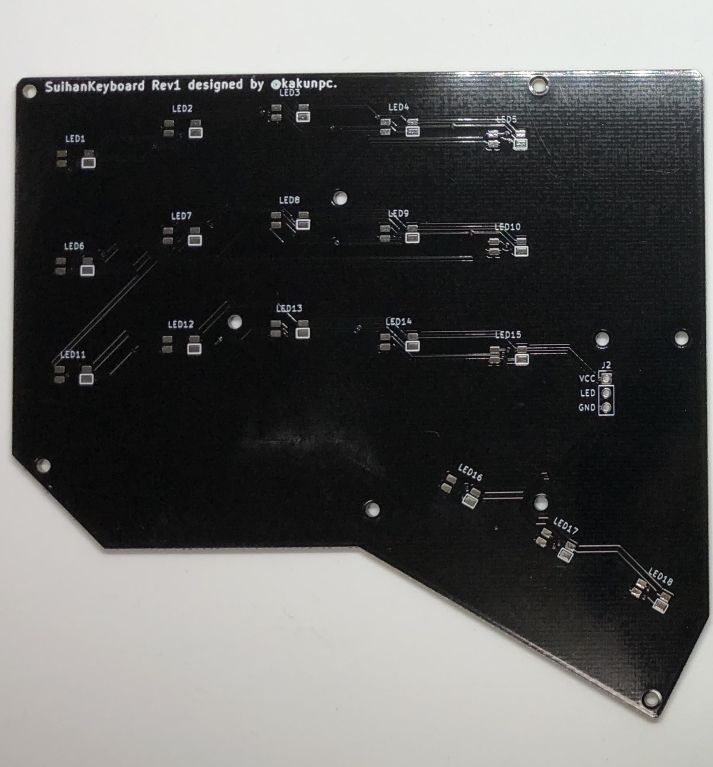 SuihanKeyboard Rev1 designed by @kakunpc.
LED1
LED2
LED3
LED4
LED5
LED6
LED7
LED8
LED9
LED10
LED11
LED12
LED13
LED14
LED15
J2
VCC
LED
GND
LED16
LED17
LED18